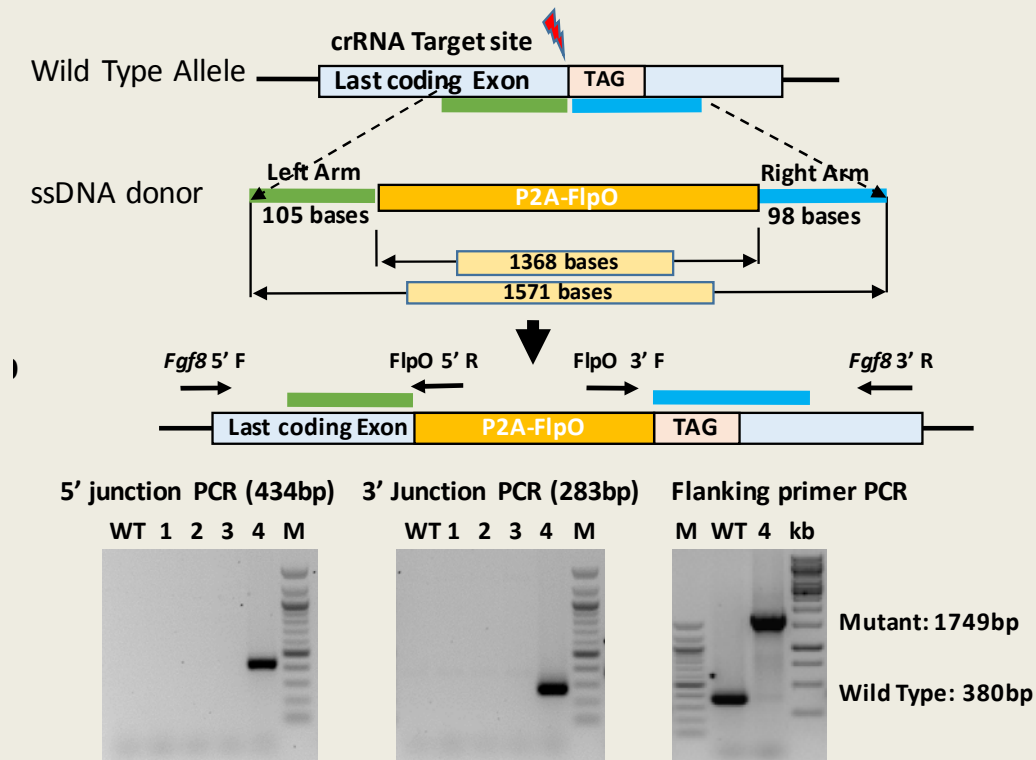 crRNA Target site
Wild Type Allele
Last coding Exon
TAG
Left Arm
Right Arm
ssDNA donor
P2A-FlpO
105 bases
98 bases
1368 bases
1571 bases
Fgf8 5’ F
FlpO 5’ R
FlpO 3’ F
Fgf8 3’ R
Last coding Exon
P2A-FlpO
TAG
5’ junction PCR (434bp)
3’ Junction PCR (283bp)
Flanking primer PCR
WT 1 2 3 4 M
WT 1 2 3 4 M
M WT 4 kb
Mutant: 1749bp
Wild Type: 380bp